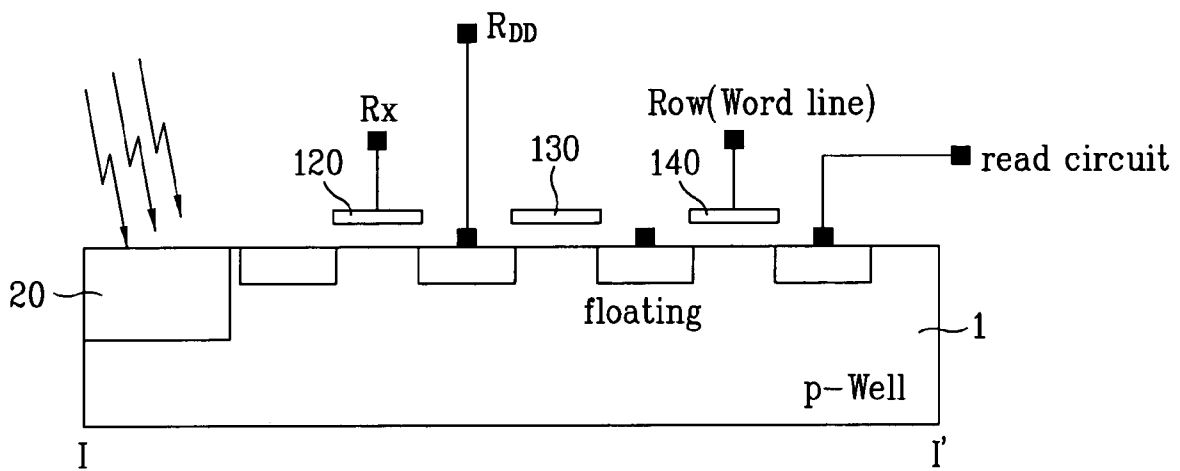 R_DD
Rx
Row(Word line)
120
130
140
read circuit
20
floating
1
p-Well
I
I'